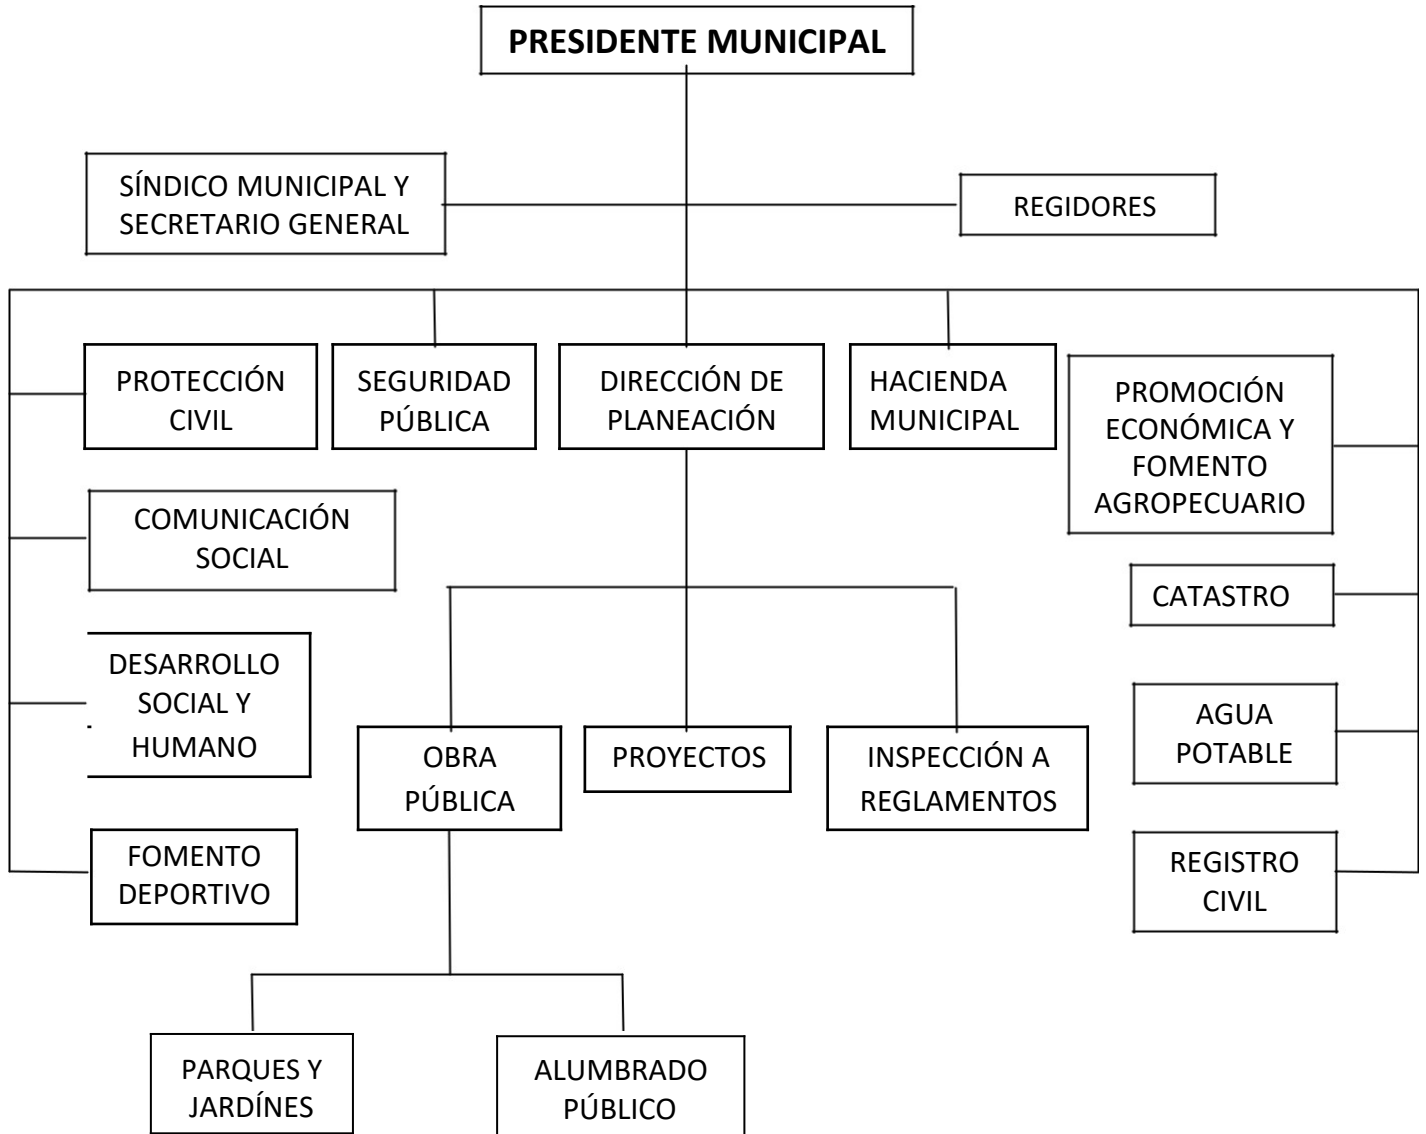 PRESIDENTE MUNICIPAL
SÍNDICO MUNICIPAL Y
SECRETARIO GENERAL
REGIDORES
PROTECCIÓN
CIVIL
SEGURIDAD
PÚBLICA
DIRECCIÓN DE
PLANEACIÓN
HACIENDA
MUNICIPAL
PROMOCIÓN
ECONÓMICA Y
FOMENTO
AGROPECUARIO
COMUNICACIÓN
SOCIAL
CATASTRO
DESARROLLO
SOCIAL Y
HUMANO
OBRA
PÚBLICA
PROYECTOS
INSPECCIÓN A
REGLAMENTOS
AGUA
POTABLE
FOMENTO
DEPORTIVO
REGISTRO
CIVIL
PARQUES Y
JARDÍNES
ALUMBRADO
PÚBLICO